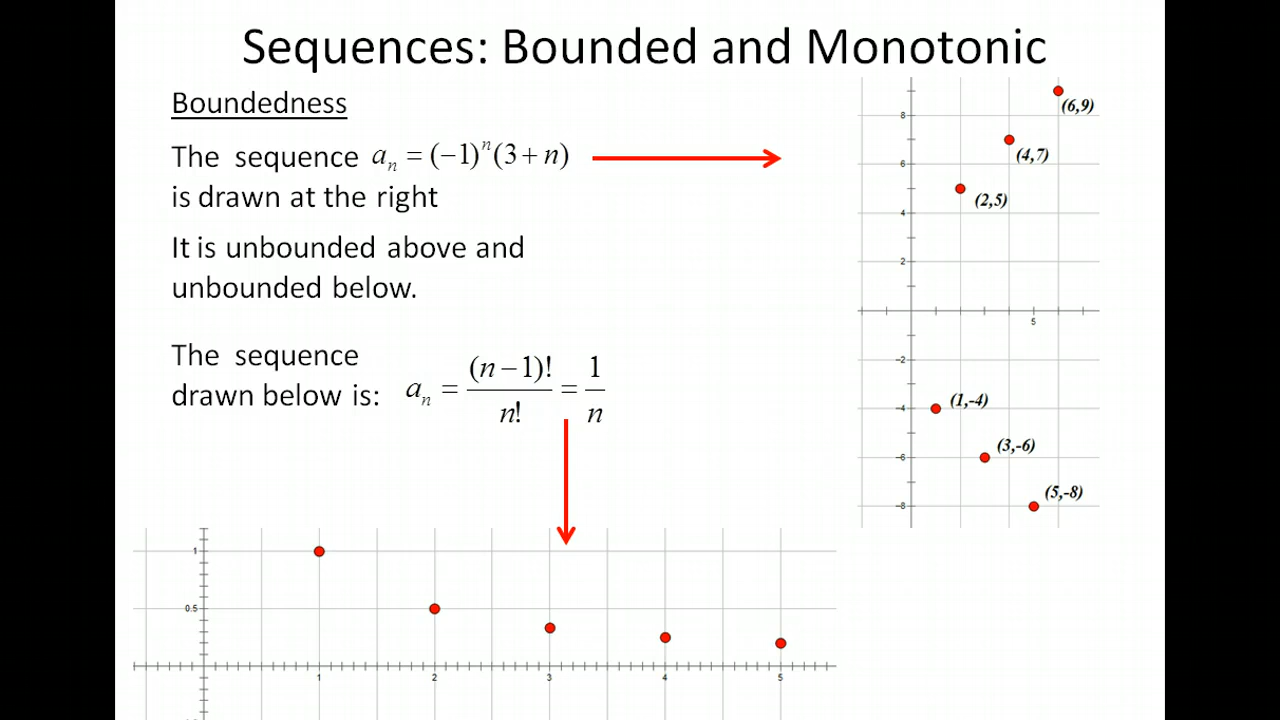 Sequences: Bounded and Monotonic
Boundedness
The sequence aₙ = (−1)ⁿ(3 + n)
is drawn at the right
It is unbounded above and
unbounded below.
The sequence
drawn below is: aₙ = (n − 1)! / n! = 1 / n
(6,9)
8
(4,7)
6
(2,5)
4
2
5
−2
(1,-4)
−4
(3,-6)
−6
(5,-8)
−8
1
0.5
1 2 3 4 5